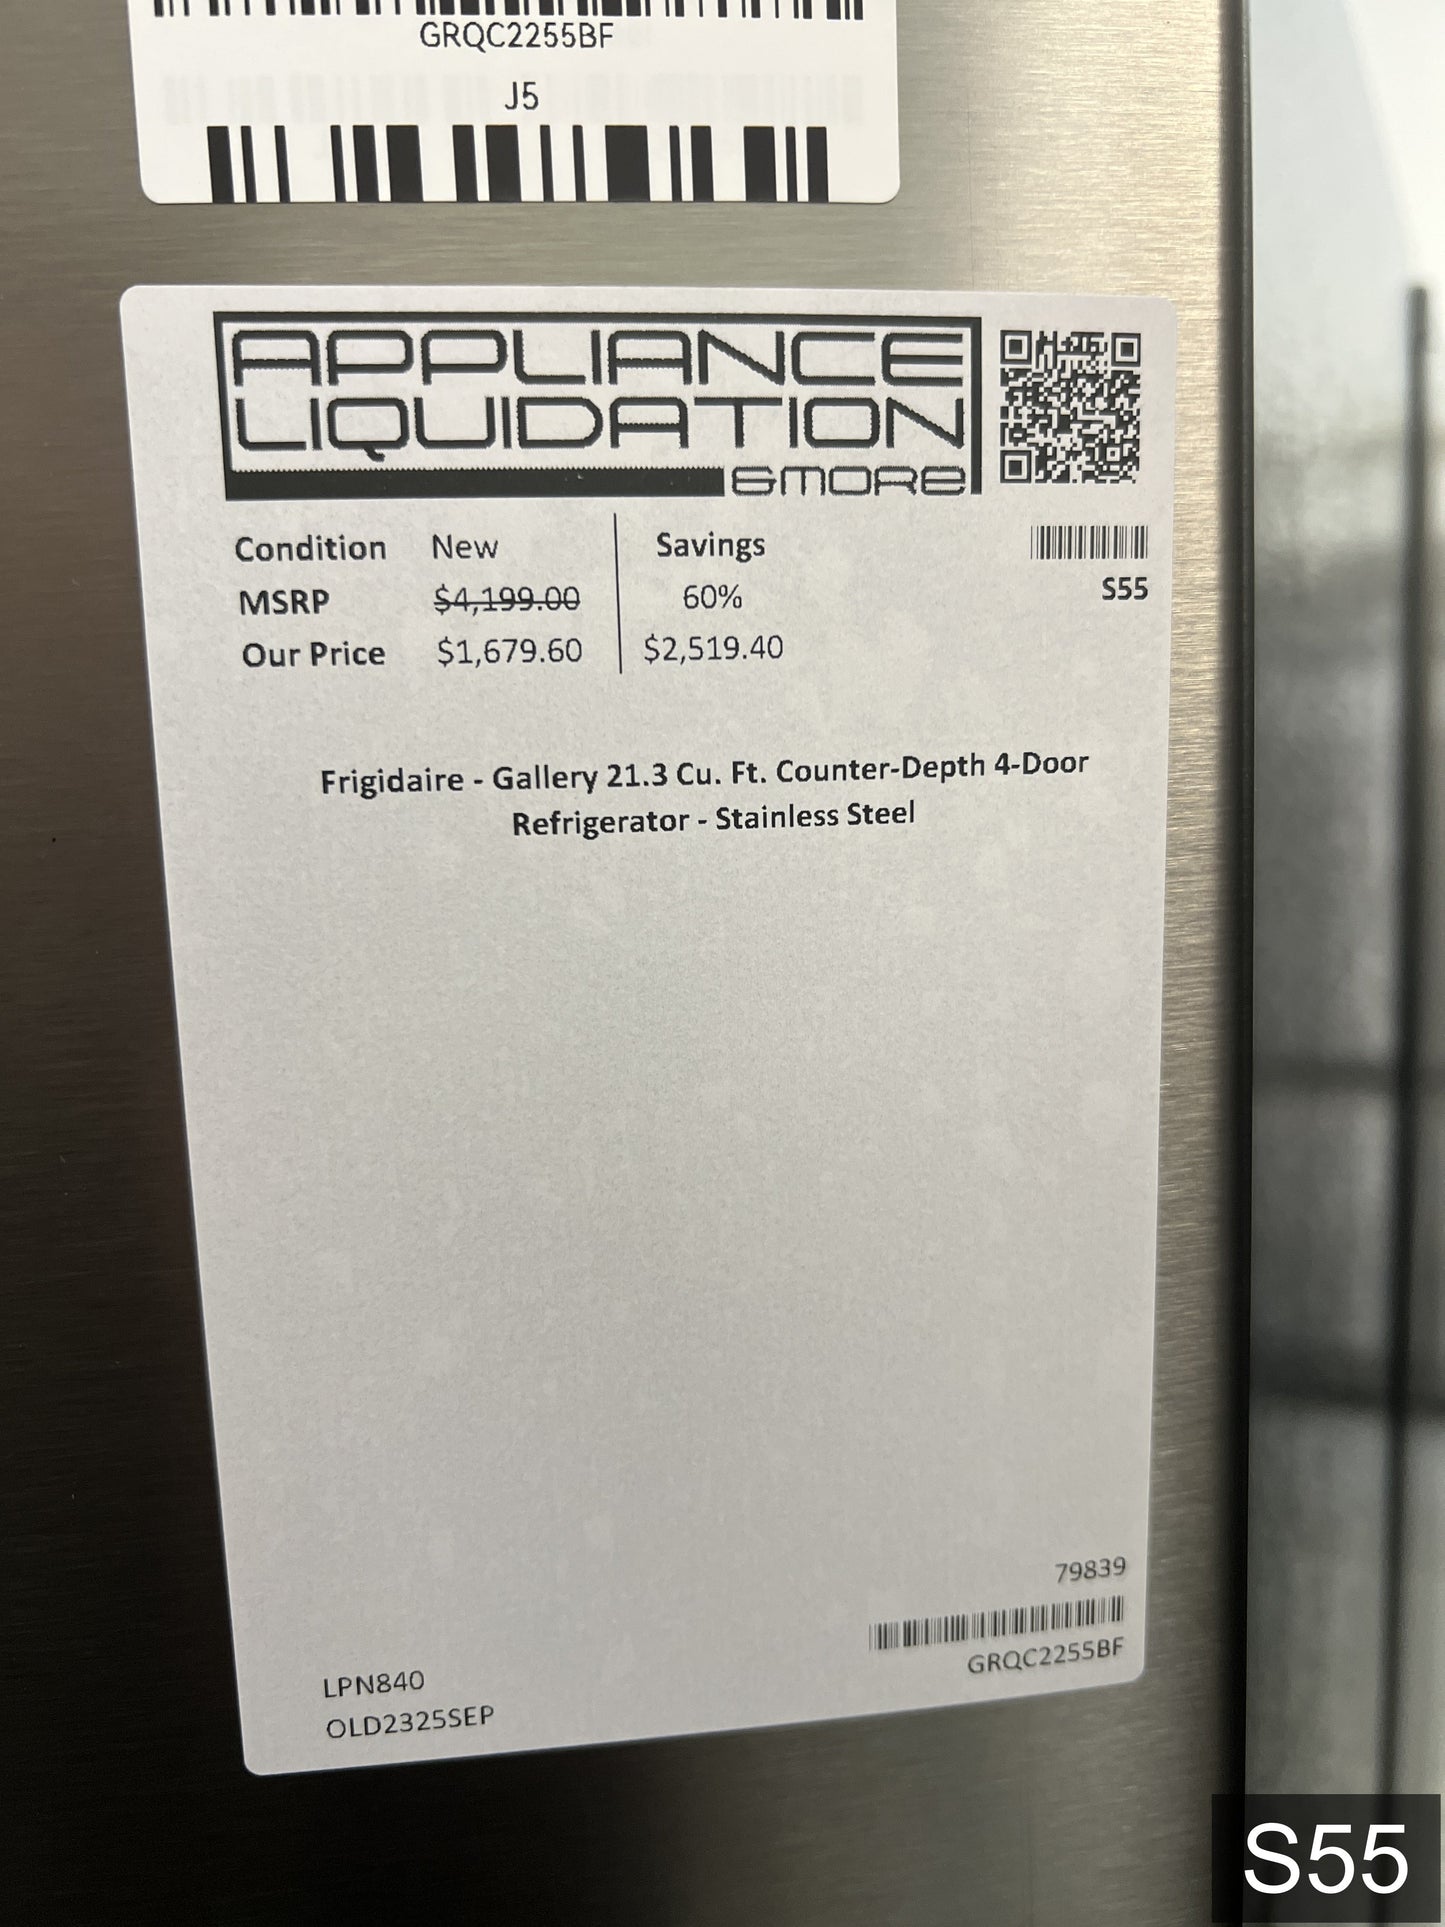 GRQC2255BF
J5
APPLIANCE
LIQUIDATION
&MORE
Condition New
MSRP $4,199.00
Our Price $1,679.60
Savings
60%
$2,519.40
S55
Frigidaire - Gallery 21.3 Cu. Ft. Counter-Depth 4-Door
Refrigerator - Stainless Steel
79839
GRQC2255BF
LPN840
OLD2325SEP
S55